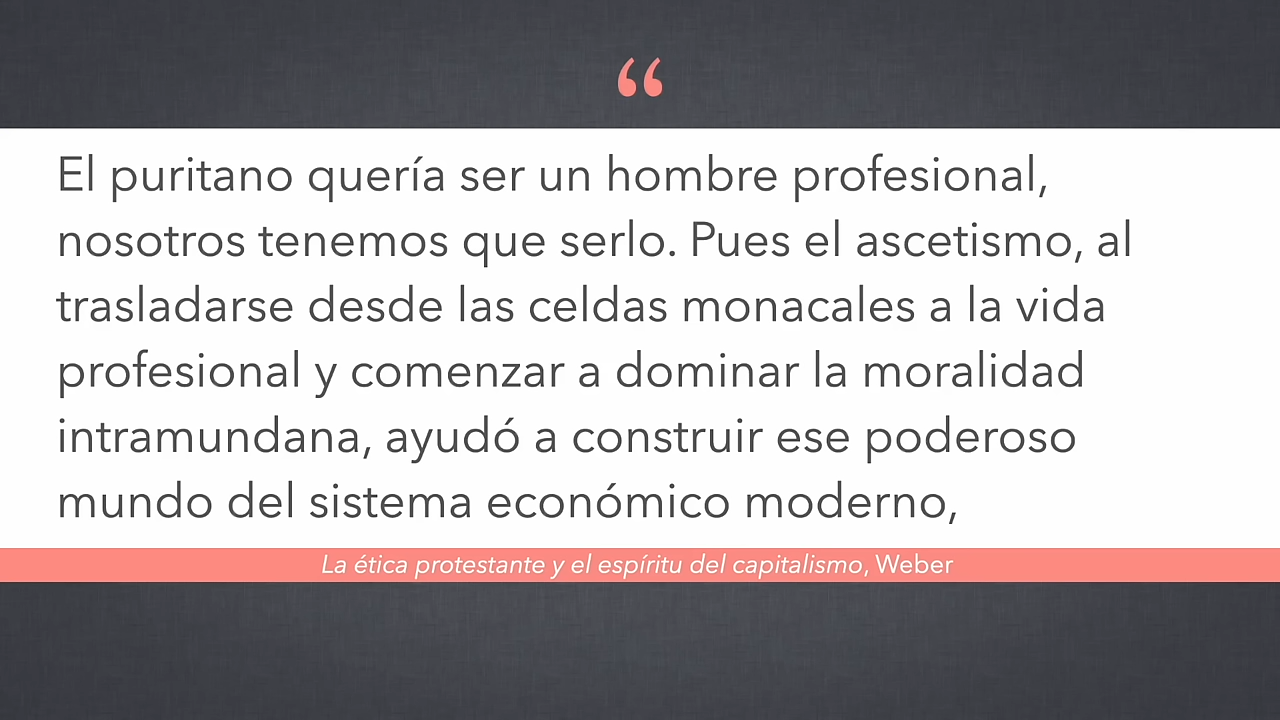 “
El puritano quería ser un hombre profesional,
nosotros tenemos que serlo. Pues el ascetismo, al
trasladarse desde las celdas monacales a la vida
profesional y comenzar a dominar la moralidad
intramundana, ayudó a construir ese poderoso
mundo del sistema económico moderno,
La ética protestante y el espíritu del capitalismo, Weber